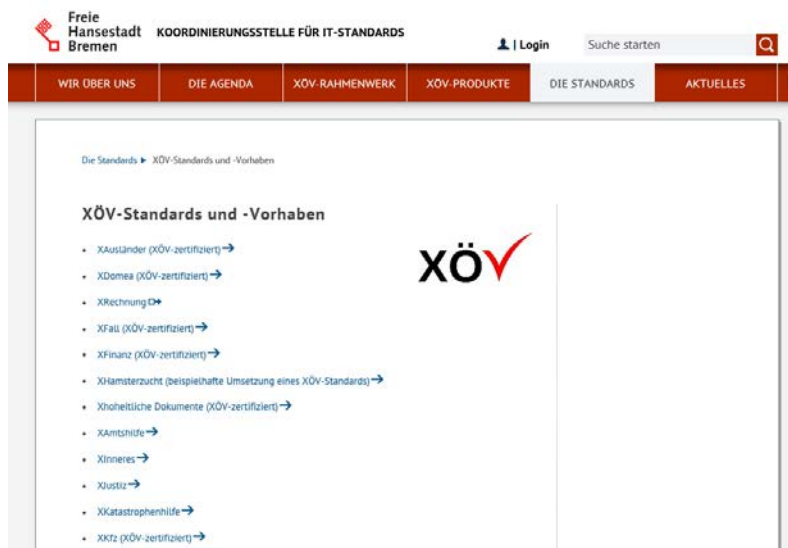 Freie
Hansestadt
Bremen
KOORDINIERUNGSSTELLE FÜR IT-STANDARDS
| Login
Suche starten
WIR ÜBER UNS
DIE AGENDA
XÖV-RAHMENWERK
XÖV-PRODUKTE
DIE STANDARDS
AKTUELLES
Die Standards ▶ XÖV-Standards und -Vorhaben
XÖV-Standards und -Vorhaben
XÖV
• XAusländer (XÖV-zertifiziert)→
• XDomea (XÖV-zertifiziert)→
• XRechnung
• XFall (XÖV-zertifiziert)→
• XFinanz (XÖV-zertifiziert)→
• XHamsterzucht (beispielhafte Umsetzung eines XÖV-Standards)→
• Xhoheitliche Dokumente (XÖV-zertifiziert)→
• XAmtshilfe→
• XInneres→
• XJustiz→
• XKatastrophenhilfe→
• XKfz (XÖV-zertifiziert)→